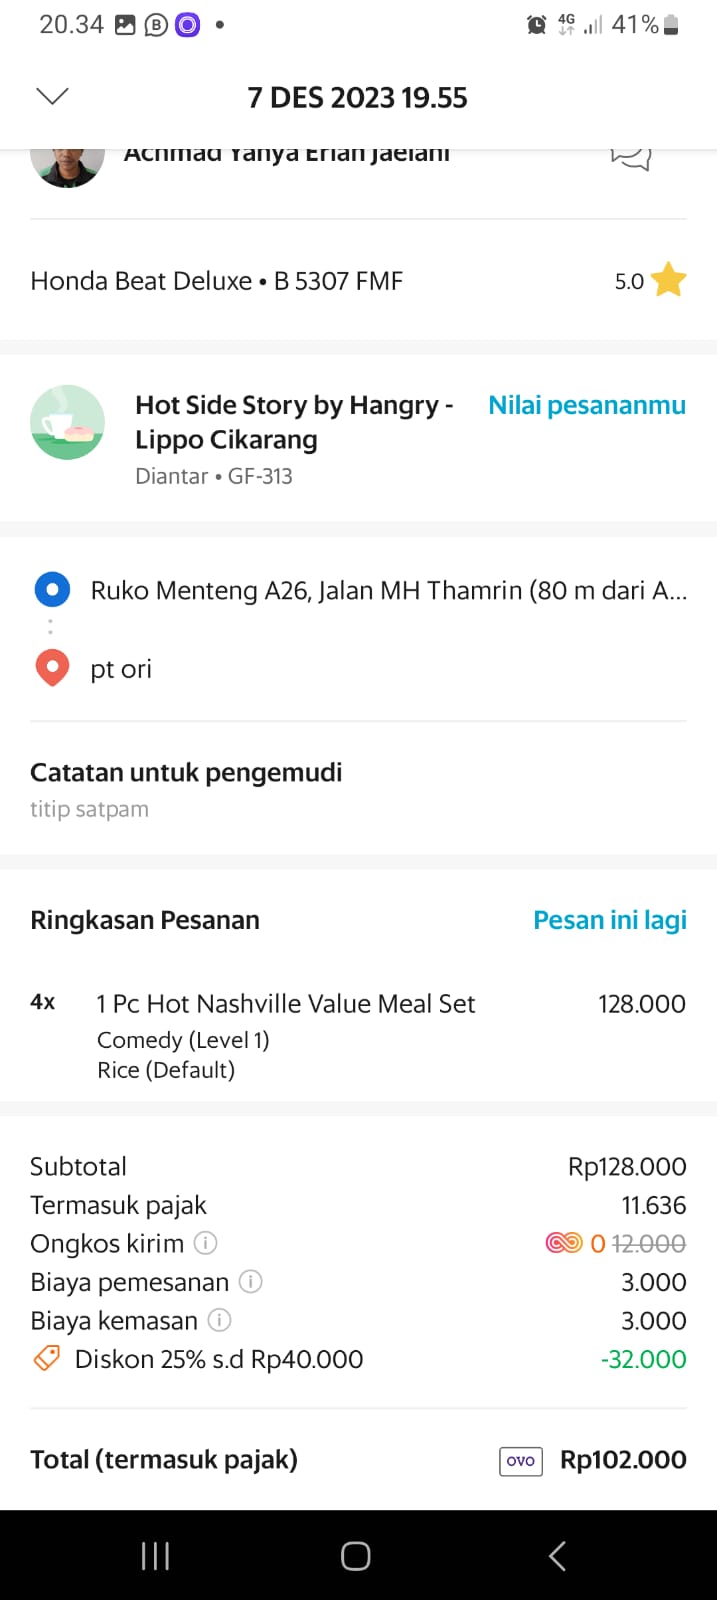 20.34
4G
41%
7 DES 2023 19.55
Achmad Yahya Erlan Jaelani
Honda Beat Deluxe • B 5307 FMF
5.0
Hot Side Story by Hangry -
Lippo Cikarang
Nilai pesananmu
Diantar • GF-313
Ruko Menteng A26, Jalan MH Thamrin (80 m dari A...
pt ori
Catatan untuk pengemudi
titip satpam
Ringkasan Pesanan
Pesan ini lagi
4x 1 Pc Hot Nashville Value Meal Set 128.000
Comedy (Level 1)
Rice (Default)
Subtotal Rp128.000
Termasuk pajak 11.636
Ongkos kirim 0 12.000
Biaya pemesanan 3.000
Biaya kemasan 3.000
Diskon 25% s.d Rp40.000 -32.000
Total (termasuk pajak) OVO Rp102.000